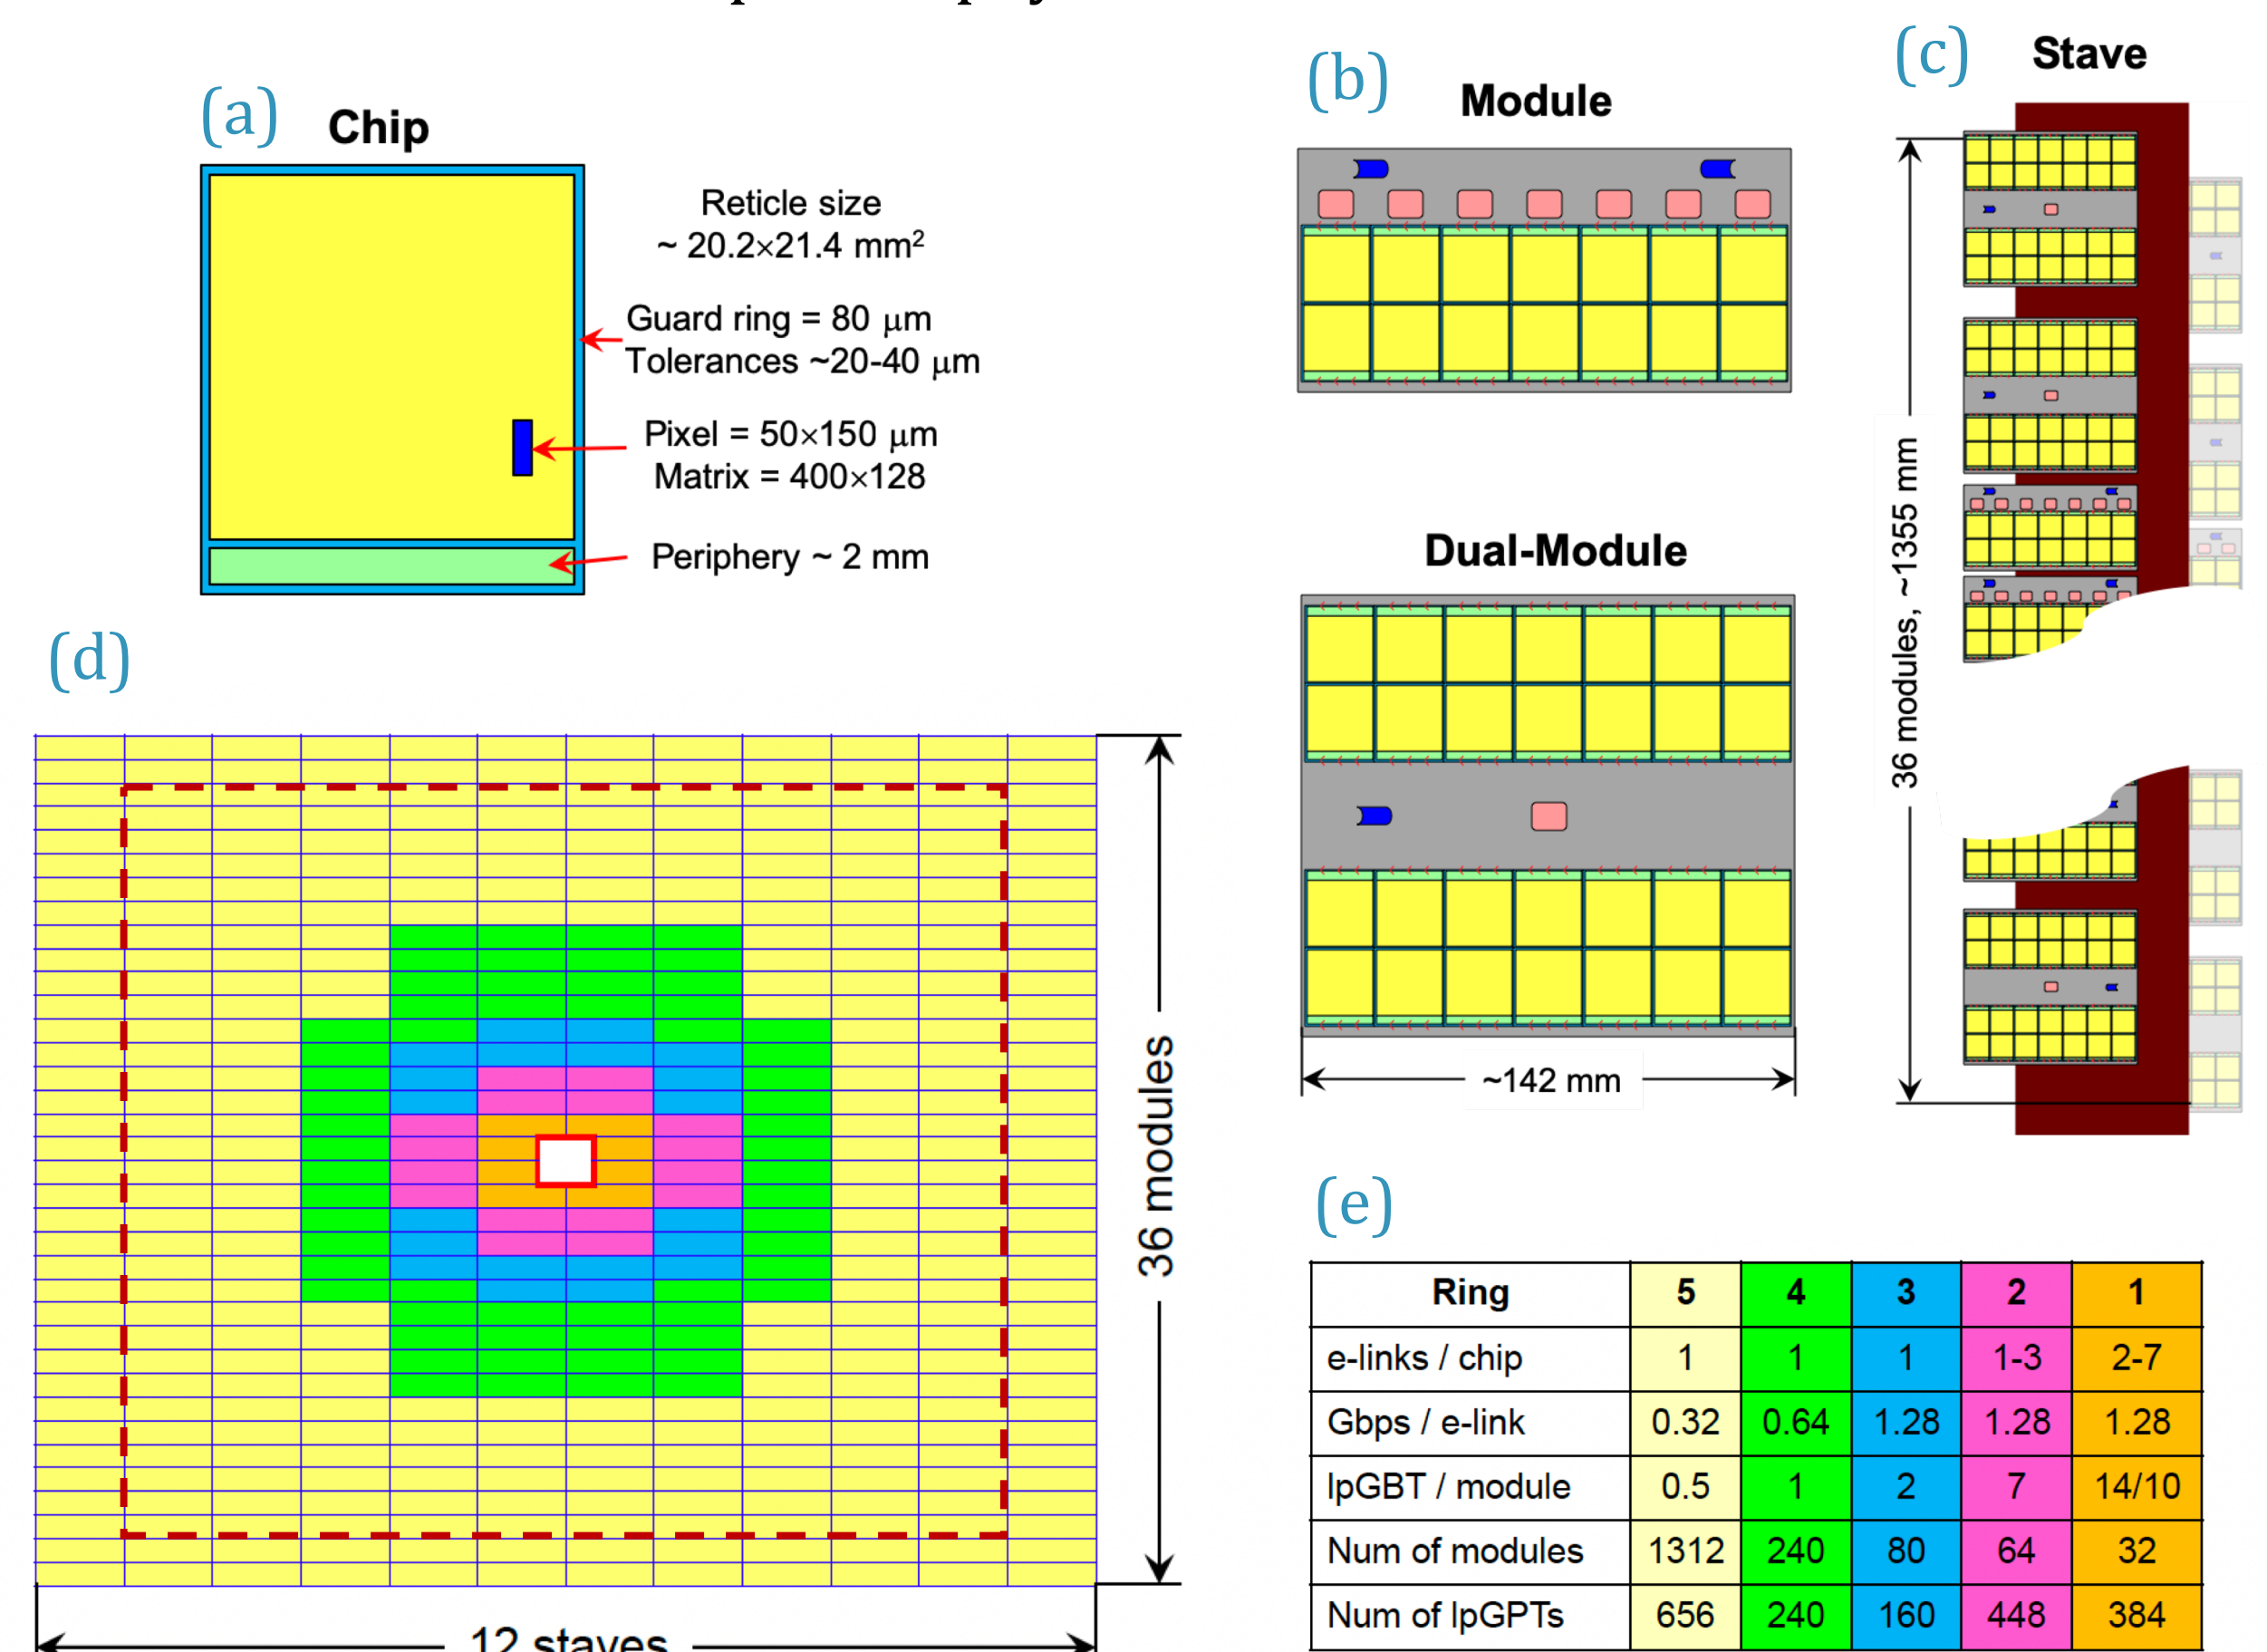 (a)
Chip
Reticle size
~ 20.2×21.4 mm²
Guard ring = 80 μm
Tolerances ~20-40 μm
Pixel = 50×150 μm
Matrix = 400×128
Periphery ~ 2 mm
(b)
Module
Dual-Module
~142 mm
(c)
Stave
36 modules, ~1355 mm
(d)
36 modules
12 staves
(e)
Ring 5 4 3 2 1
e-links / chip 1 1 1 1-3 2-7
Gbps / e-link 0.32 0.64 1.28 1.28 1.28
lpGBT / module 0.5 1 2 7 14/10
Num of modules 1312 240 80 64 32
Num of lpGPTs 656 240 160 448 384